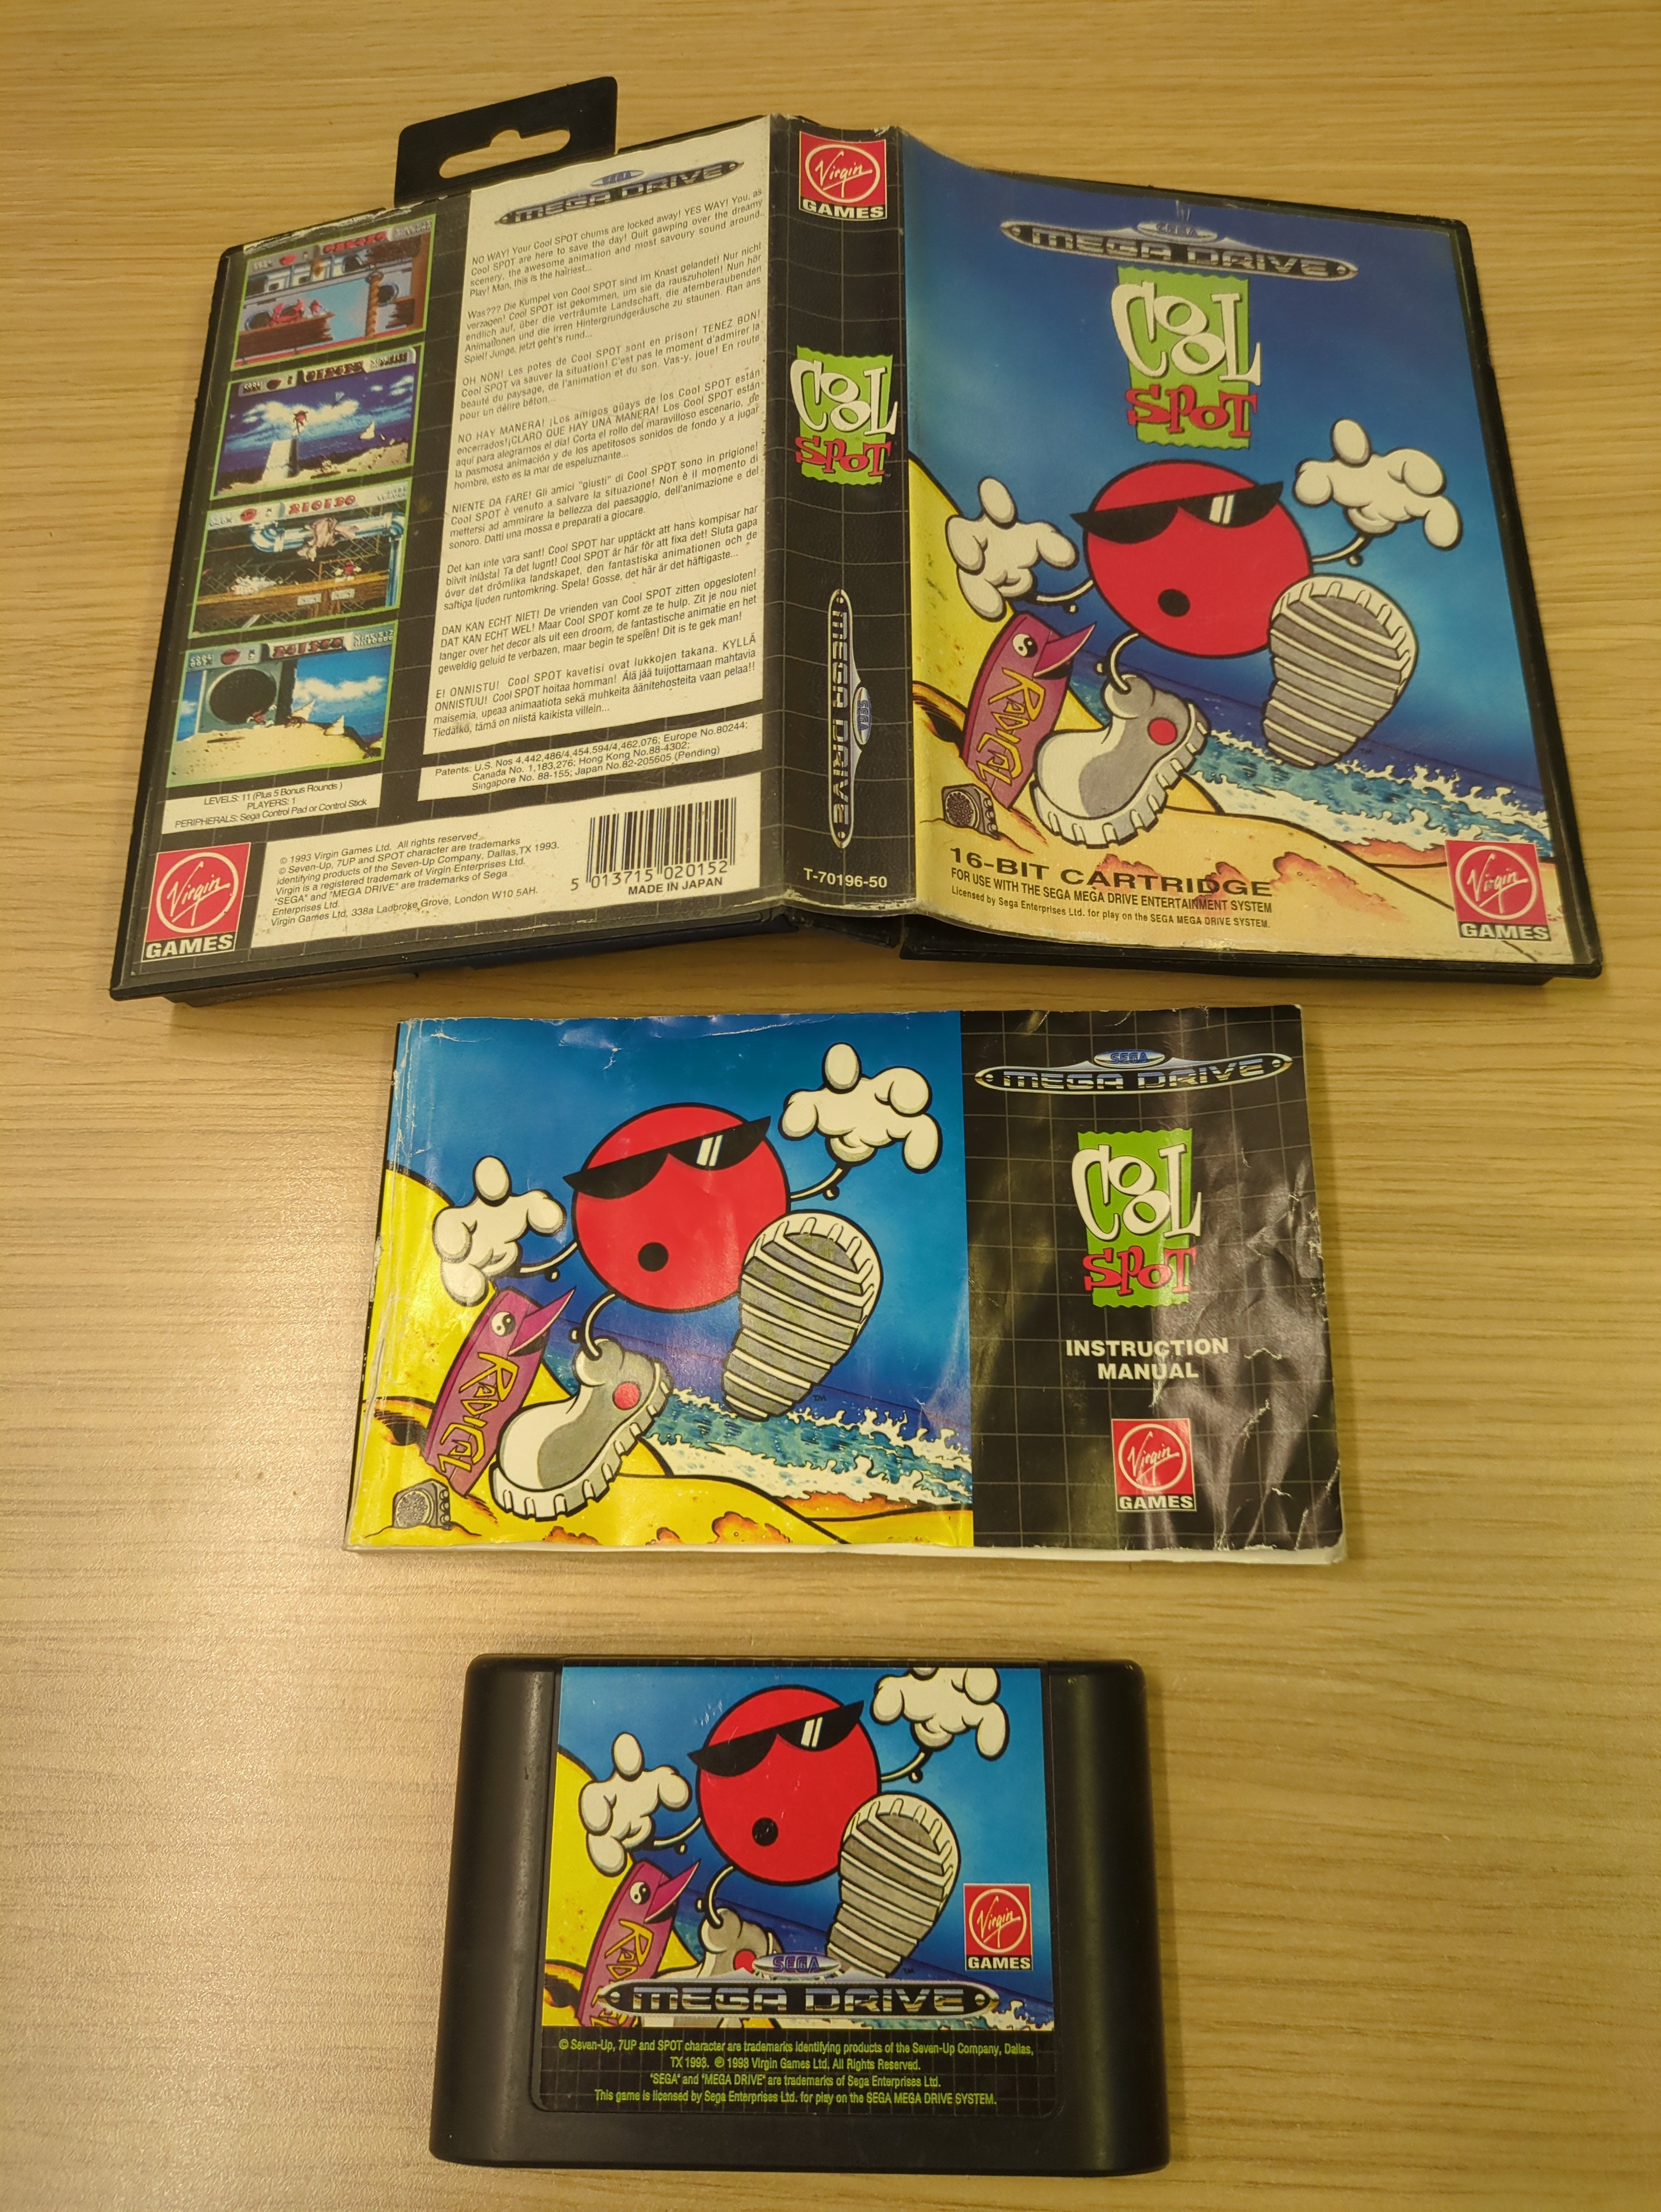 SEGA
MEGA DRIVE
NO WAY! Your Cool SPOT chums are locked away! YES WAY! You, as
Cool SPOT are here to save the day! Quit gawping over the dreamy
scenery, the awesome animation and most savoury sound around..
Play! Man, this is the hairiest...
Was??? Die Kumpel von Cool SPOT sind im Knast gelandet! Nur nicht
verzagen! Cool SPOT ist gekommen, um sie da rauszuholen! Nun hör
endlich auf, über die verträumte Landschaft, die atemberaubenden
Animationen und die irren Hintergrundgeräusche zu staunen. Ran ans
Spiel! Junge, jetzt geht's rund...
OH NON! Les potes de Cool SPOT sont en prison! TENEZ BON!
Cool SPOT va sauver la situation! C'est pas le moment d'admirer la
beauté du paysage, de l'animation et du son. Vas-y, joue! En route
pour un délire béton...
NO HAY MANERA! ¡Los amigos guays de los Cool SPOT están
encerrados! ¡CLARO QUE HAY UNA MANERA! Los Cool SPOT están
aquí para alegrarnos el día! Corta el rollo del maravilloso escenario, de
la pasmosa animación y de los apetitosos sonidos de fondo y a jugar
hombre, esto es la mar de espeluznante...
NIENTE DA FARE! Gli amici "giusti" di Cool SPOT sono in prigione!
Cool SPOT è venuto a salvare la situazione! Non è il momento di
mettersi ad ammirare la bellezza del paesaggio, dell'animazione e del
sonoro. Datti una mossa e preparati a giocare.
Det kan inte vara sant! Cool SPOT har upptäckt att hans kompisar har
blivit inlåsta! Ta det lugnt! Cool SPOT är här för att fixa det! Sluta gapa
över det drömlika landskapet, den fantastiska animationen och de
saftiga ljuden runtomkring. Spela! Gosse, det här är det häftigaste...
DAN KAN ECHT NIET! De vrienden van Cool SPOT zitten opgesloten!
DAT KAN ECHT WEL! Maar Cool SPOT komt ze te hulp. Zit je nou niet
langer over het decor als uit een droom, de fantastische animatie en het
geweldig geluid te verbazen, maar begin te spelen! Dit is te gek man!
EI ONNISTU! Cool SPOT kavetisi ovat lukkojen takana. KYLLÄ
ONNISTUU! Cool SPOT hoitaa homman! Älä jää tuijottamaan mahtavia
maisemia, upeaa animaatiota sekä muhkeita äänitehosteita vaan pelaa!!
Tiedätkö, tämä on niistä kaikista villein...
Patents: U.S. Nos 4,442,486/4,454,594/4,462,076; Europe No.80244;
Canada No. 1,183,276; Hong Kong No.88-4302;
Singapore No. 88-155; Japan No.82-205605 (Pending)
LEVELS: 11 (Plus 5 Bonus Rounds )
PLAYERS: 1
PERIPHERALS: Sega Control Pad or Control Stick
Virgin
GAMES
© 1993 Virgin Games Ltd. All rights reserved
© Seven-Up, 7UP and SPOT character are trademarks
identifying products of the Seven-Up Company, Dallas,TX 1993.
Virgin is a registered trademark of Virgin Enterprises Ltd.
"SEGA" and "MEGA DRIVE" are trademarks of Sega
Enterprises Ltd.
Virgin Games Ltd, 338a Ladbroke Grove, London W10 5AH.
5 013715 020152
MADE IN JAPAN
Virgin
GAMES
COOL
SPOT
SEGA
MEGA DRIVE
T-70196-50
SEGA
MEGA DRIVE
COOL
SPOT
RADICAL
16-BIT CARTRIDGE
FOR USE WITH THE SEGA MEGA DRIVE ENTERTAINMENT SYSTEM
Licensed by Sega Enterprises Ltd. for play on the SEGA MEGA DRIVE SYSTEM.
Virgin
GAMES
RADICAL
TM
SEGA
MEGA DRIVE
COOL
SPOT
INSTRUCTION
MANUAL
Virgin
GAMES
Virgin
GAMES
SEGA
MEGA DRIVE
© Seven-Up, 7UP and SPOT character are trademarks identifying products of the Seven-Up Company, Dallas,
TX 1993. © 1993 Virgin Games Ltd, All Rights Reserved.
"SEGA" and "MEGA DRIVE" are trademarks of Sega Enterprises Ltd.
This game is licensed by Sega Enterprises Ltd. for play on the SEGA MEGA DRIVE SYSTEM.